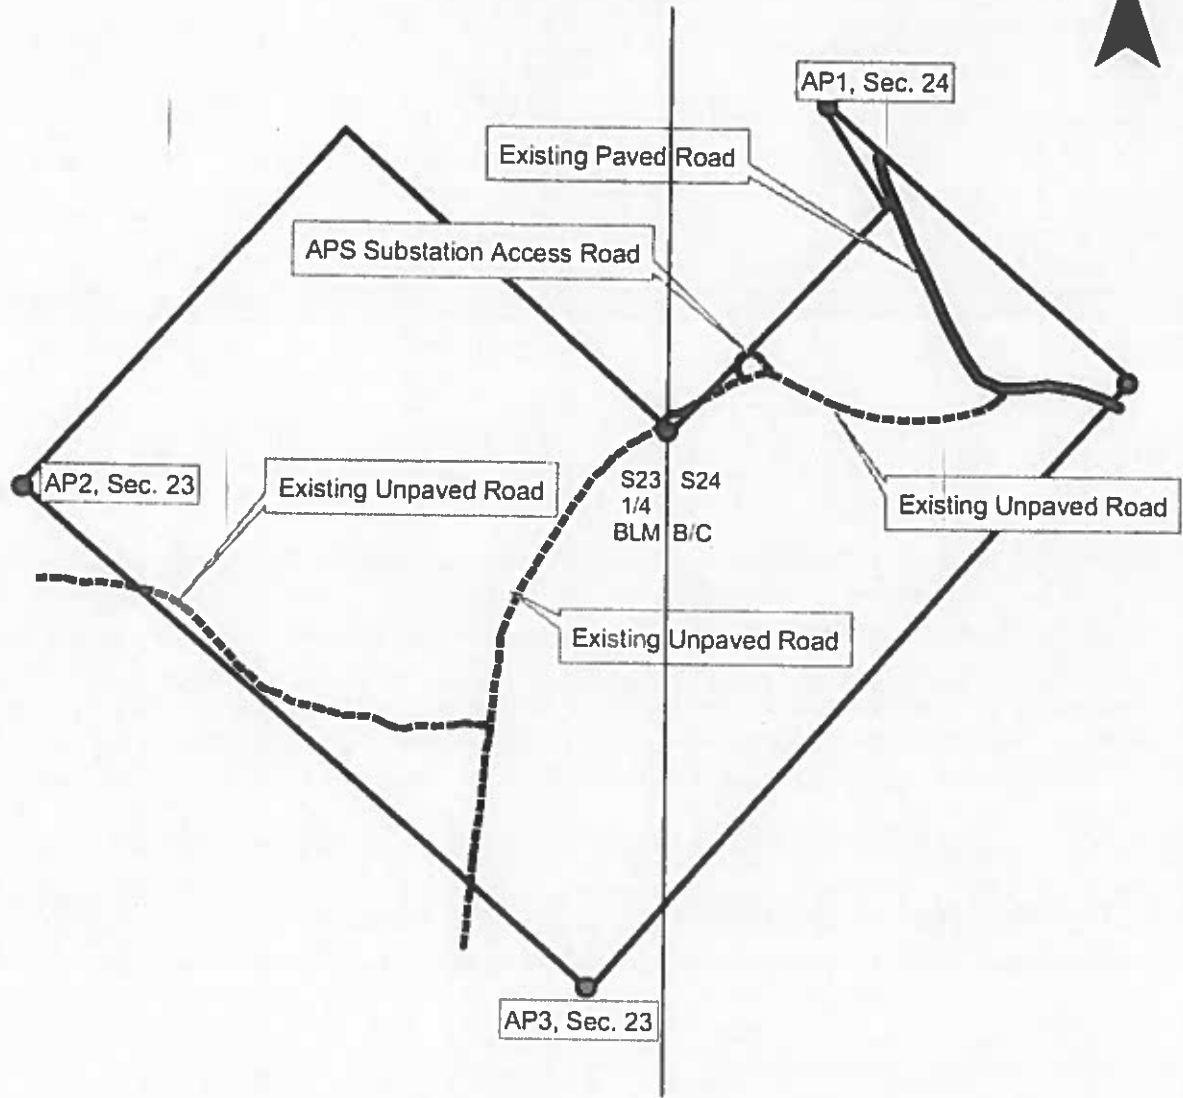 AP1, Sec. 24
Existing Paved Road
APS Substation Access Road
AP2, Sec. 23
Existing Unpaved Road
S23 S24
1/4
BLM B/C
Existing Unpaved Road
Existing Unpaved Road
AP3, Sec. 23